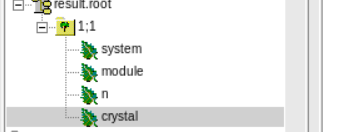 result.root
1;1
system
module
n
crystal